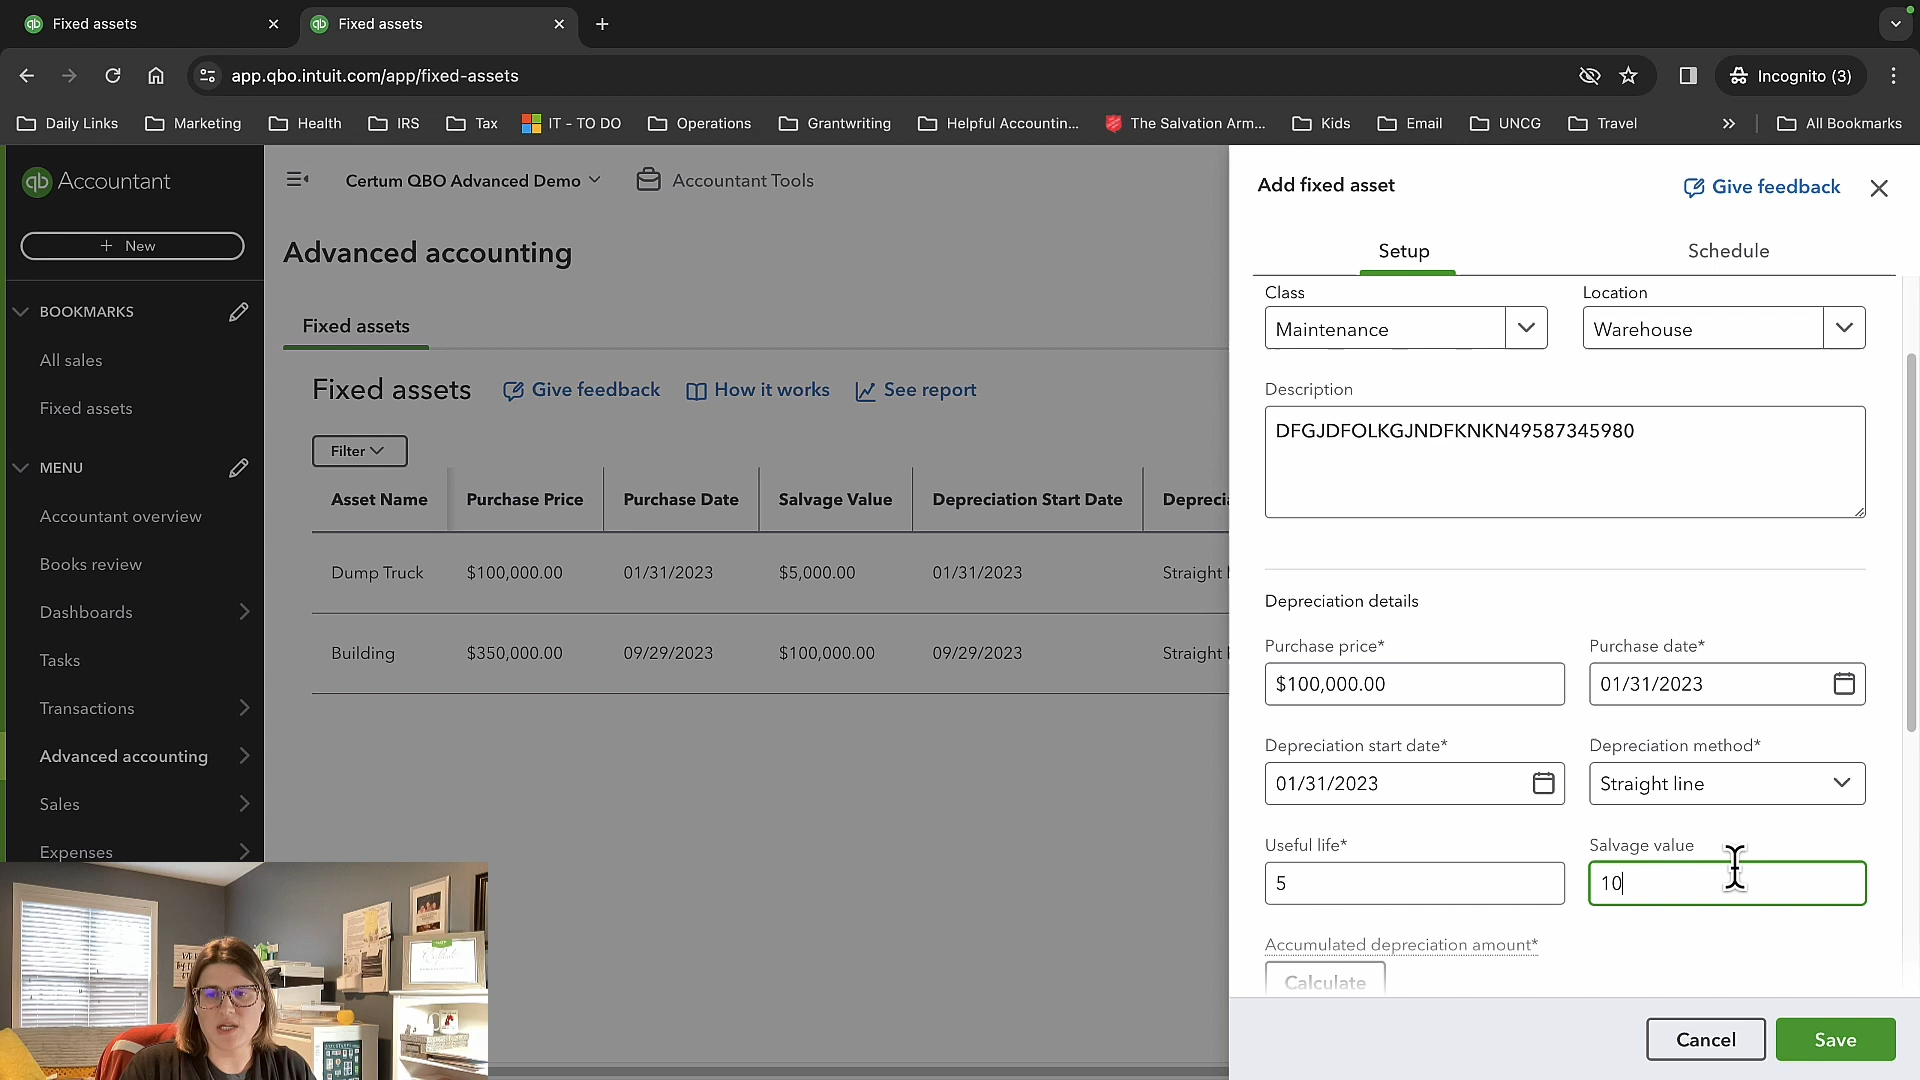 Fixed assets
Fixed assets
app.qbo.intuit.com/app/fixed-assets
Incognito (3)
Daily Links
Marketing
Health
IRS
Tax
IT - TO DO
Operations
Grantwriting
Helpful Accountin...
The Salvation Arm...
Kids
Email
UNCG
Travel
All Bookmarks
qb Accountant
+ New
BOOKMARKS
All sales
Fixed assets
MENU
Accountant overview
Books review
Dashboards
Tasks
Transactions
Advanced accounting
Sales
Expenses
Certum QBO Advanced Demo
Accountant Tools
Advanced accounting
Fixed assets
Fixed assets
Give feedback
How it works
See report
Filter
Asset Name Purchase Price Purchase Date Salvage Value Depreciation Start Date Depreci
Dump Truck $100,000.00 01/31/2023 $5,000.00 01/31/2023 Straight
Building $350,000.00 09/29/2023 $100,000.00 09/29/2023 Straight
Add fixed asset
Give feedback
Setup
Schedule
Class
Location
Maintenance
Warehouse
Description
DFGJDFOLKGJNDFKNKN49587345980
Depreciation details
Purchase price*
Purchase date*
$100,000.00
01/31/2023
Depreciation start date*
Depreciation method*
01/31/2023
Straight line
Useful life*
Salvage value
5
10
Accumulated depreciation amount*
Calculate
Cancel
Save